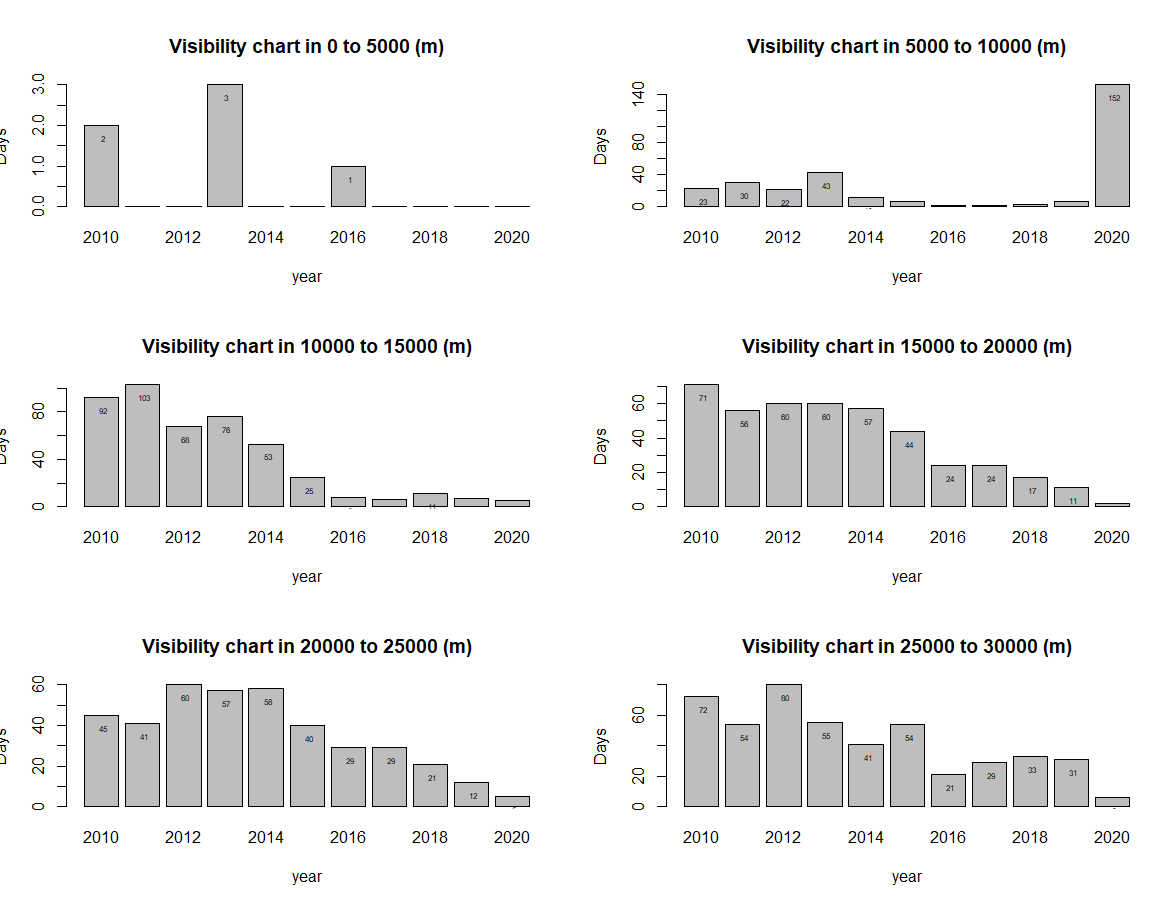 Visibility chart in 0 to 5000 (m)
Days
0.0 1.0 2.0 3.0
2 3 1
2010 2012 2014 2016 2018 2020
year
Visibility chart in 5000 to 10000 (m)
Days
0 40 80 140
23 30 22 43 152
2010 2012 2014 2016 2018 2020
year
Visibility chart in 10000 to 15000 (m)
Days
0 40 80
92 103 68 76 53 25 11
2010 2012 2014 2016 2018 2020
year
Visibility chart in 15000 to 20000 (m)
Days
0 20 40 60
71 56 60 60 57 44 24 24 17 11
2010 2012 2014 2016 2018 2020
year
Visibility chart in 20000 to 25000 (m)
Days
0 20 40 60
45 41 60 57 58 40 29 29 21 12
2010 2012 2014 2016 2018 2020
year
Visibility chart in 25000 to 30000 (m)
Days
0 20 60
72 54 80 55 41 54 21 29 33 31
2010 2012 2014 2016 2018 2020
year